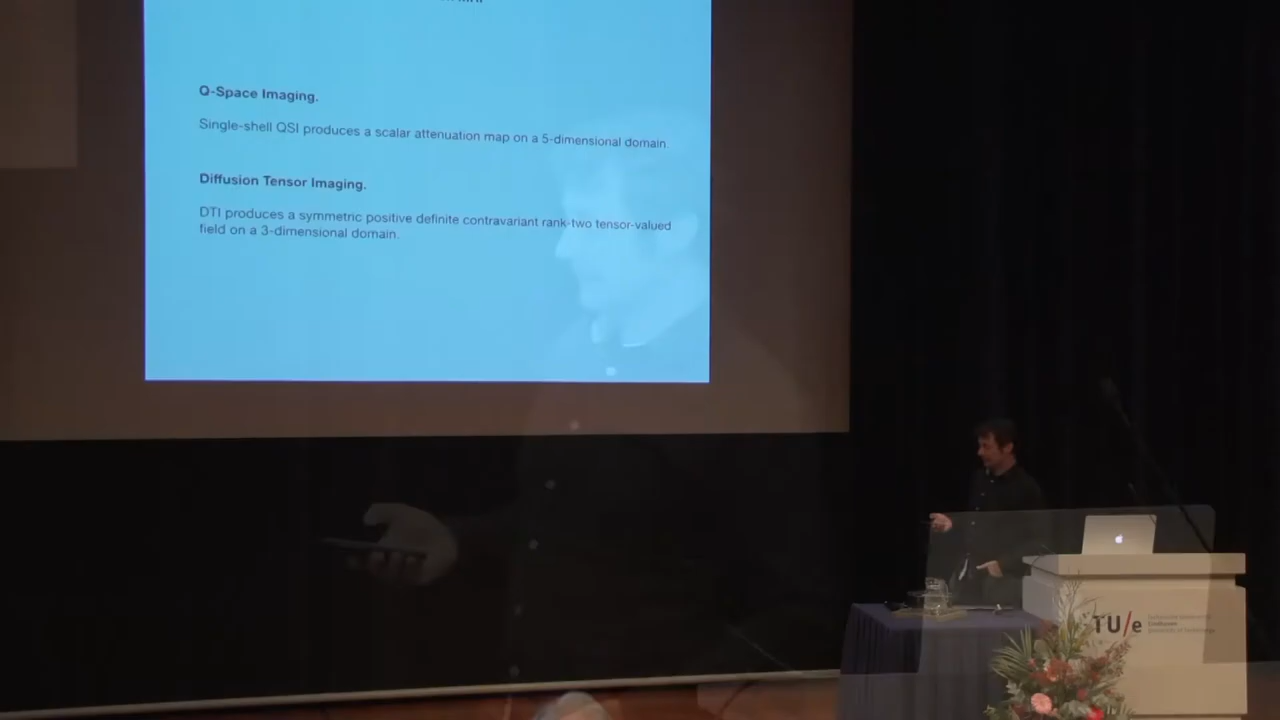 Q-Space Imaging.
Single-shell QSI produces a scalar attenuation map on a 5-dimensional domain.
Diffusion Tensor Imaging.
DTI produces a symmetric positive definite contravariant rank-two tensor-valued
field on a 3-dimensional domain.
TU/e